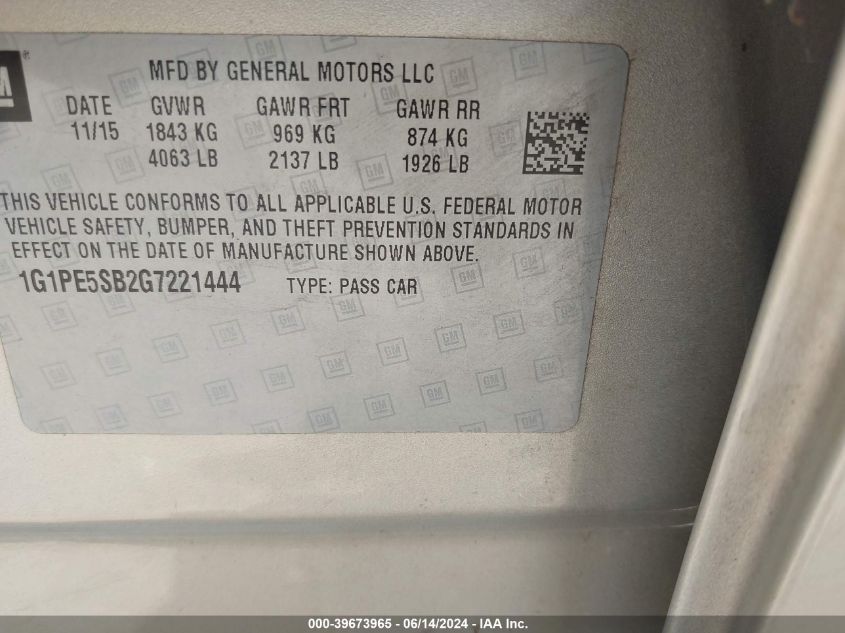 GM
MFD BY GENERAL MOTORS LLC
DATE GVWR GAWR FRT GAWR RR
11/15 1843 KG 969 KG 874 KG
4063 LB 2137 LB 1926 LB
THIS VEHICLE CONFORMS TO ALL APPLICABLE U.S. FEDERAL MOTOR
VEHICLE SAFETY, BUMPER, AND THEFT PREVENTION STANDARDS IN
EFFECT ON THE DATE OF MANUFACTURE SHOWN ABOVE.
1G1PE5SB2G7221444 TYPE: PASS CAR
000-39673965 - 06/14/2024 - IAA Inc.